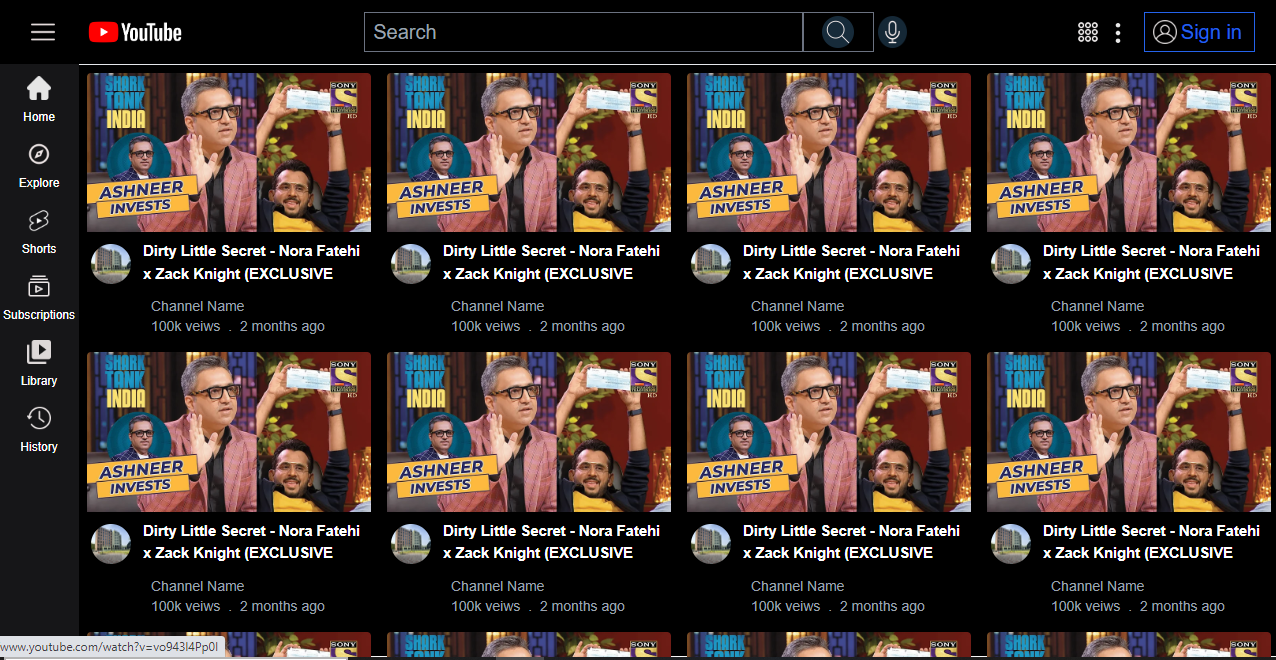 YouTube
Search
Sign in
Home
Explore
Shorts
Subscriptions
Library
History
SHARK TANK INDIA
SONY
S
HD
ASHNEER
INVESTS
Dirty Little Secret - Nora Fatehi
x Zack Knight (EXCLUSIVE
Channel Name
100k veiws . 2 months ago
SHARK TANK INDIA
SONY
S
HD
ASHNEER
INVESTS
Dirty Little Secret - Nora Fatehi
x Zack Knight (EXCLUSIVE
Channel Name
100k veiws . 2 months ago
SHARK TANK INDIA
SONY
S
HD
ASHNEER
INVESTS
Dirty Little Secret - Nora Fatehi
x Zack Knight (EXCLUSIVE
Channel Name
100k veiws . 2 months ago
SHARK TANK INDIA
SONY
S
HD
ASHNEER
INVESTS
Dirty Little Secret - Nora Fatehi
x Zack Knight (EXCLUSIVE
Channel Name
100k veiws . 2 months ago
SHARK TANK INDIA
SONY
S
HD
ASHNEER
INVESTS
Dirty Little Secret - Nora Fatehi
x Zack Knight (EXCLUSIVE
Channel Name
100k veiws . 2 months ago
SHARK TANK INDIA
SONY
S
HD
ASHNEER
INVESTS
Dirty Little Secret - Nora Fatehi
x Zack Knight (EXCLUSIVE
Channel Name
100k veiws . 2 months ago
SHARK TANK INDIA
SONY
S
HD
ASHNEER
INVESTS
Dirty Little Secret - Nora Fatehi
x Zack Knight (EXCLUSIVE
Channel Name
100k veiws . 2 months ago
SHARK TANK INDIA
SONY
S
HD
ASHNEER
INVESTS
Dirty Little Secret - Nora Fatehi
x Zack Knight (EXCLUSIVE
Channel Name
100k veiws . 2 months ago
SONY
SONY
SONY
SONY
www.youtube.com/watch?v=vo943I4Pp0I